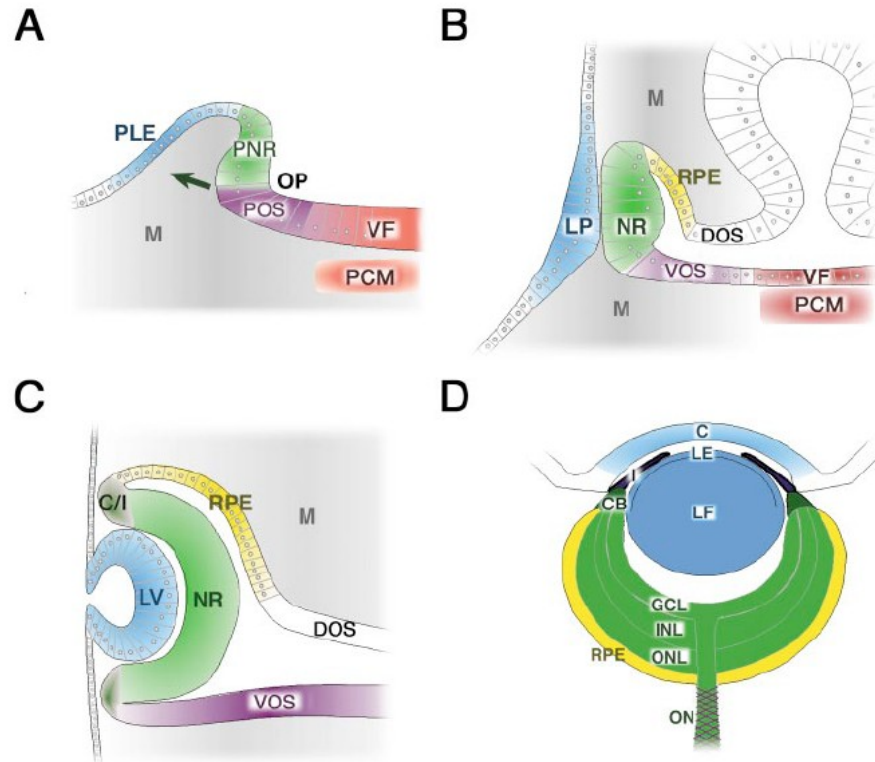 A
PLE
PNR
OP
POS
M
VF
PCM
B
M
RPE
LP
NR
DOS
VOS
VF
M
PCM
C
C/I
RPE
M
LV
NR
DOS
VOS
D
C
LE
I
CB
LF
GCL
INL
RPE
ONL
ON